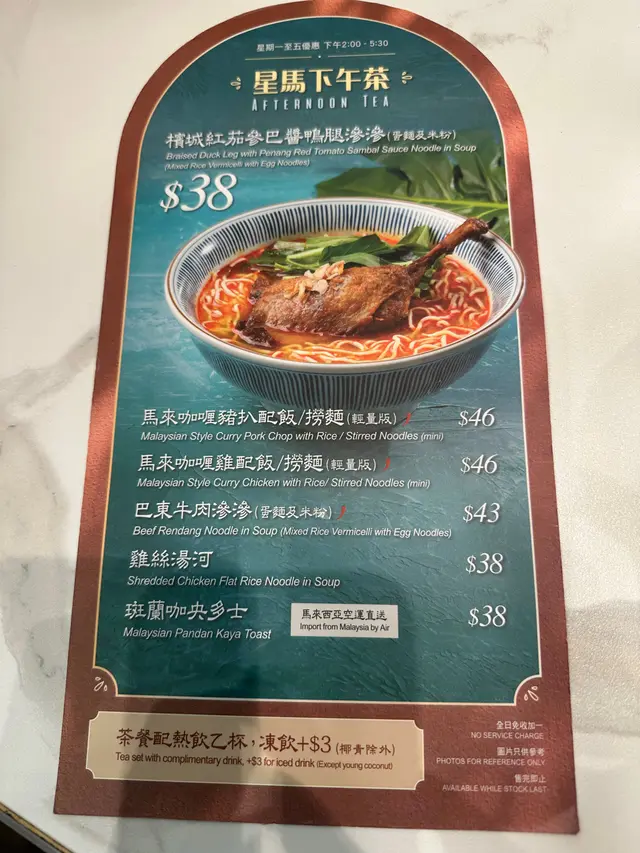 星期一至五優惠 下午2:00 - 5:30
星馬下午茶
AFTERNOON TEA
檳城紅茄參巴醬鴨腿滲滲(蛋麵及米粉)
Braised Duck Leg with Penang Red Tomato Sambal Sauce Noodle in Soup
(Mixed Rice Vermicelli with Egg Noodles)
$38
馬來咖喱豬扒配飯/撈麵(輕量版) $46
Malaysian Style Curry Pork Chop with Rice / Stirred Noodles (mini)
馬來咖喱雞配飯/撈麵(輕量版) $46
Malaysian Style Curry Chicken with Rice/ Stirred Noodles (mini)
巴東牛肉滲滲(蛋麵及米粉) $43
Beef Rendang Noodle in Soup (Mixed Rice Vermicelli with Egg Noodles)
雞絲湯河 $38
Shredded Chicken Flat Rice Noodle in Soup
斑蘭咖央多士 馬來西亞空運直送 $38
Malaysian Pandan Kaya Toast Import from Malaysia by Air
茶餐配熱飲乙杯，凍飲+$3 (椰青除外)
Tea set with complimentary drink, +$3 for iced drink (Except young coconut)
全日免收加一
NO SERVICE CHARGE
圖片只供參考
PHOTOS FOR REFERENCE ONLY
售完即止
AVAILABLE WHILE STOCK LAST